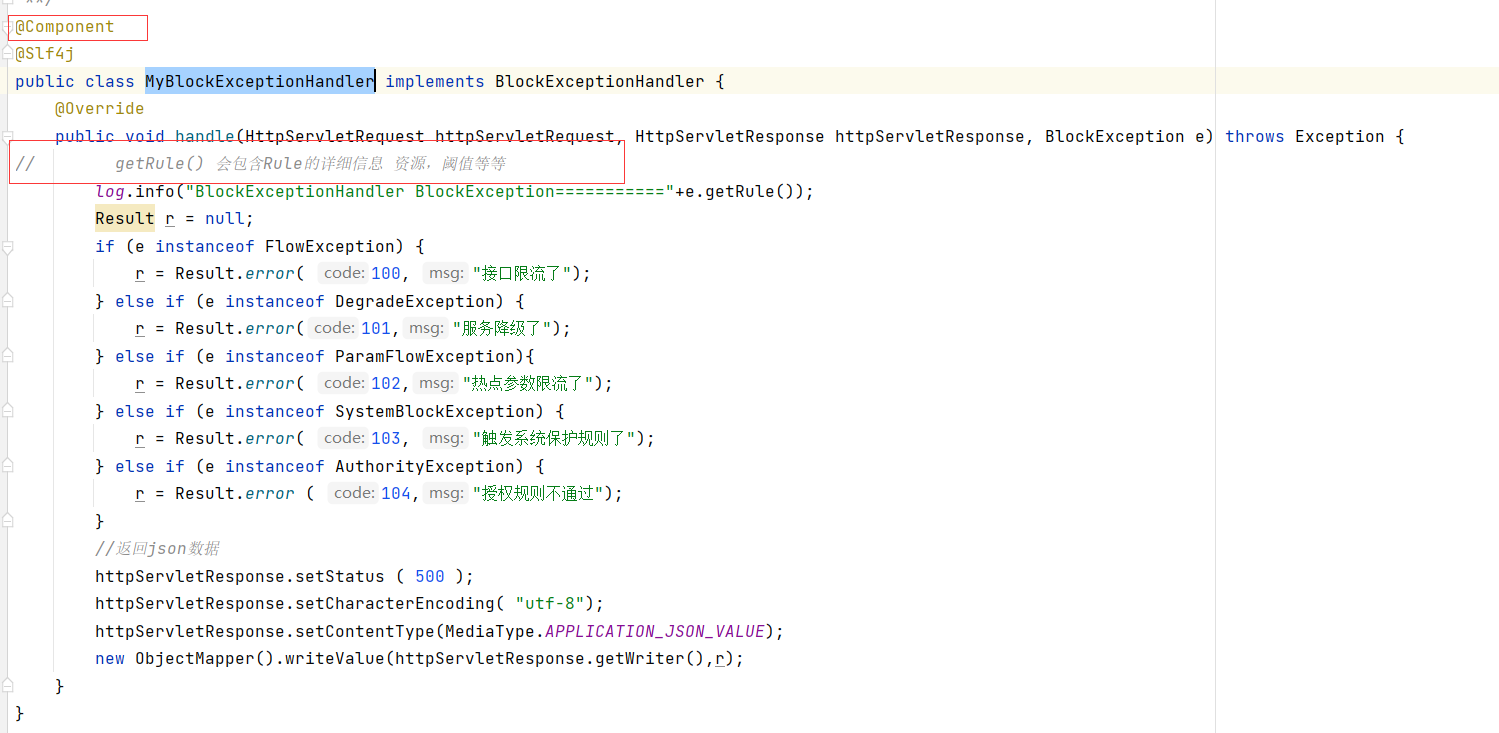 **/
@Component
@Slf4j
public class MyBlockExceptionHandler implements BlockExceptionHandler {
@Override
public void handle(HttpServletRequest httpServletRequest, HttpServletResponse httpServletResponse, BlockException e) throws Exception {
// getRule() 会包含Rule的详细信息 资源，阈值等等
log.info("BlockExceptionHandler BlockException==========="+e.getRule());
Result r = null;
if (e instanceof FlowException) {
r = Result.error( code: 100, msg: "接口限流了");
} else if (e instanceof DegradeException) {
r = Result.error( code: 101, msg: "服务降级了");
} else if (e instanceof ParamFlowException){
r = Result.error( code: 102, msg: "热点参数限流了");
} else if (e instanceof SystemBlockException) {
r = Result.error( code: 103, msg: "触发系统保护规则了");
} else if (e instanceof AuthorityException) {
r = Result.error ( code: 104, msg: "授权规则不通过");
}
//返回json数据
httpServletResponse.setStatus ( 500 );
httpServletResponse.setCharacterEncoding( "utf-8");
httpServletResponse.setContentType(MediaType.APPLICATION_JSON_VALUE);
new ObjectMapper().writeValue(httpServletResponse.getWriter(),r);
}
}